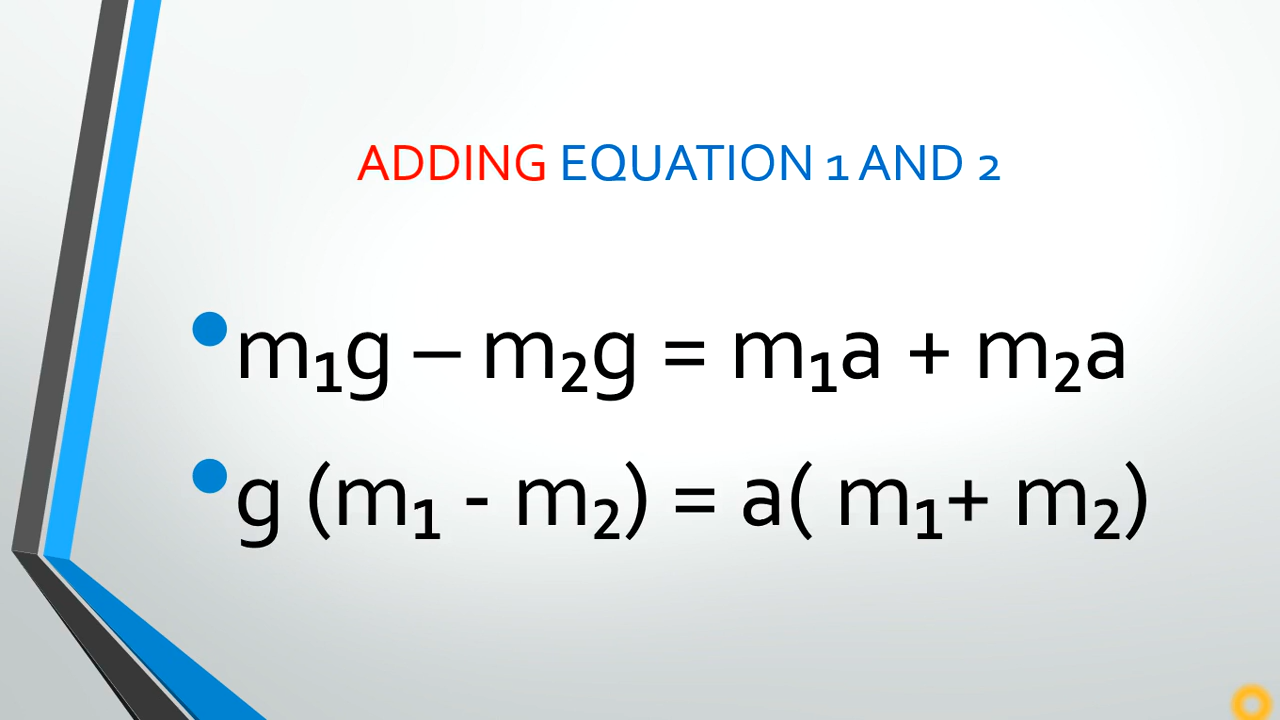 ADDING EQUATION 1 AND 2
• m₁g – m₂g = m₁a + m₂a
• g (m₁ - m₂) = a( m₁+ m₂)